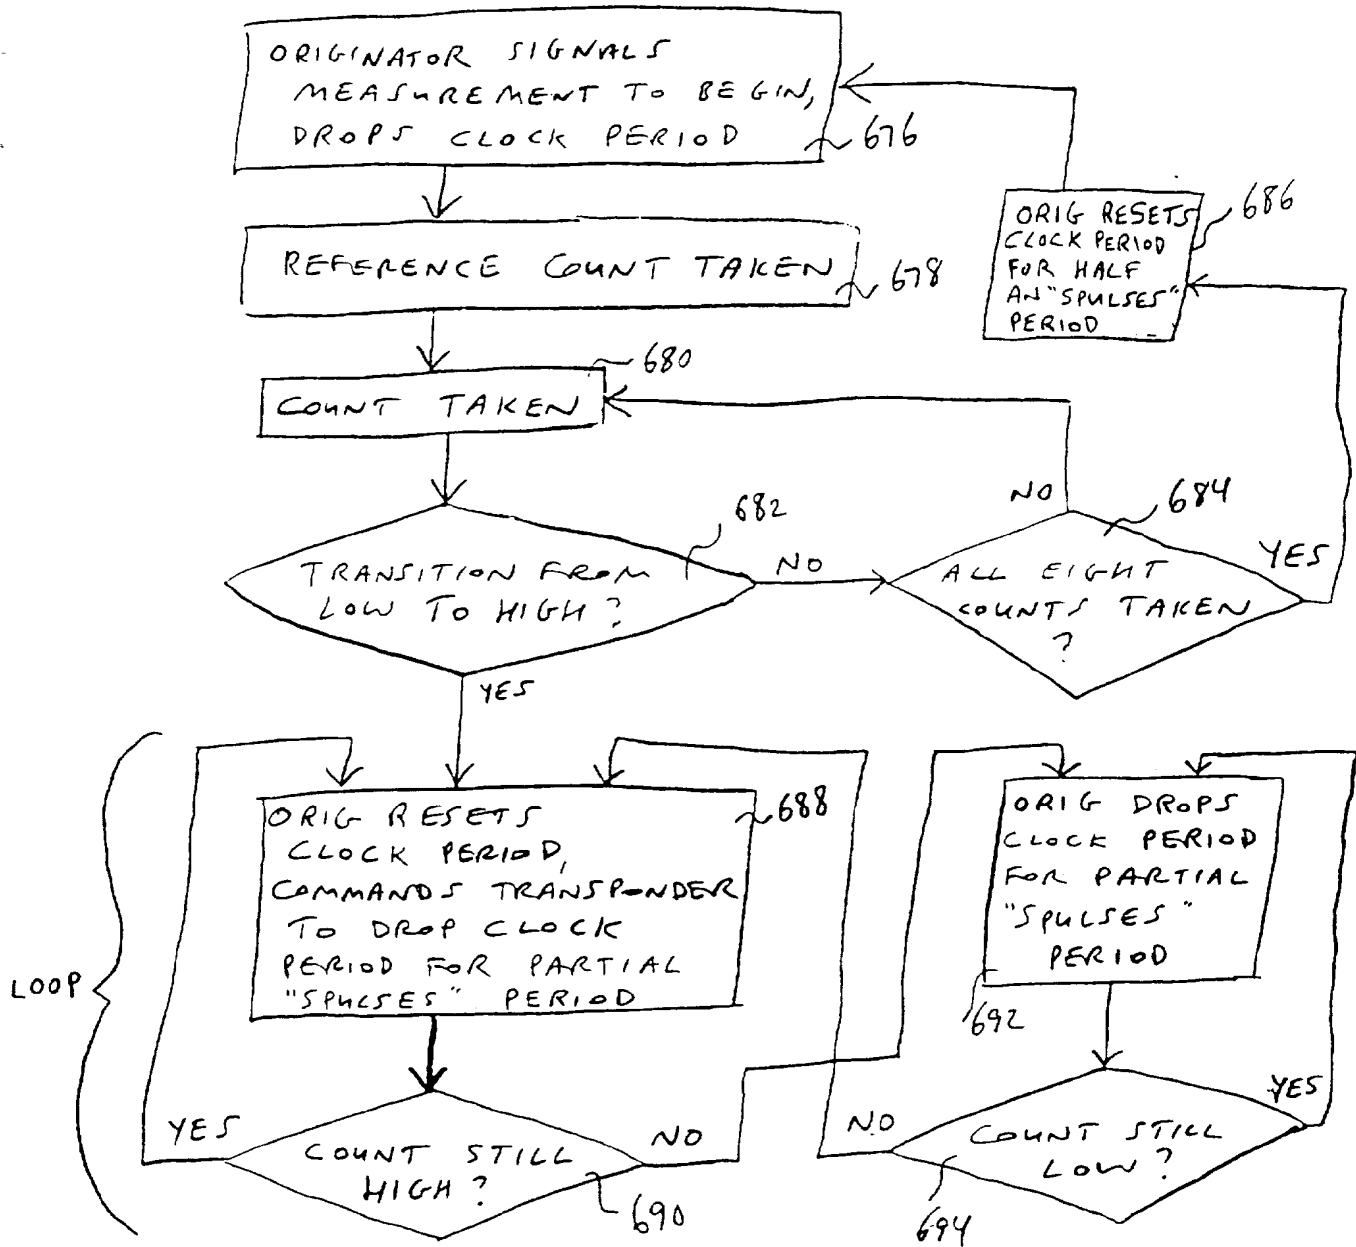 ORIGINATOR SIGNALS
MEASUREMENT TO BEGIN,
DROPS CLOCK PERIOD
676
REFERENCE COUNT TAKEN
678
ORIG RESETS
CLOCK PERIOD
FOR HALF
AN "SPULSES"
PERIOD
686
680
COUNT TAKEN
682
TRANSITION FROM
LOW TO HIGH?
NO
YES
NO
684
ALL EIGHT
COUNTS TAKEN
?
YES
LOOP
ORIG RESETS
CLOCK PERIOD,
COMMANDS TRANSPONDER
TO DROP CLOCK
PERIOD FOR PARTIAL
"SPULSES" PERIOD
688
ORIG DROPS
CLOCK PERIOD
FOR PARTIAL
"SPULSES"
PERIOD
692
YES
COUNT STILL
HIGH?
NO
690
NO
COUNT STILL
LOW?
YES
694